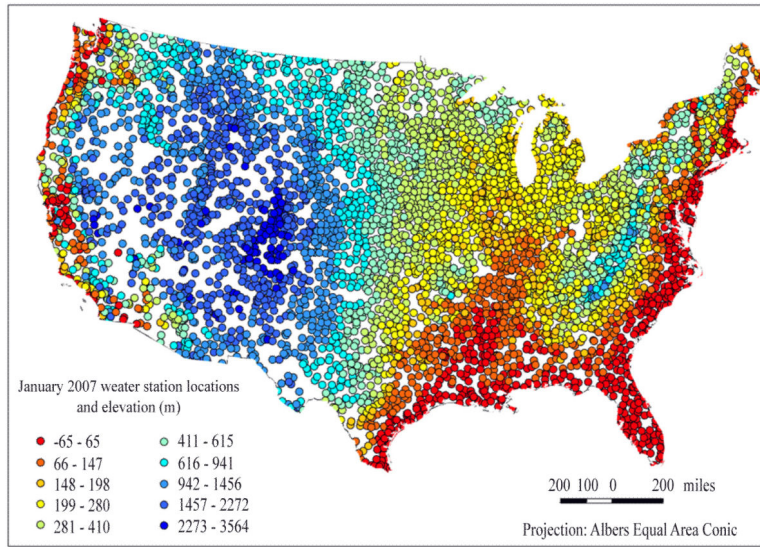 January 2007 weater station locations
and elevation (m)
-65 - 65
66 - 147
148 - 198
199 - 280
281 - 410
411 - 615
616 - 941
942 - 1456
1457 - 2272
2273 - 3564
200 100 0 200 miles
Projection: Albers Equal Area Conic